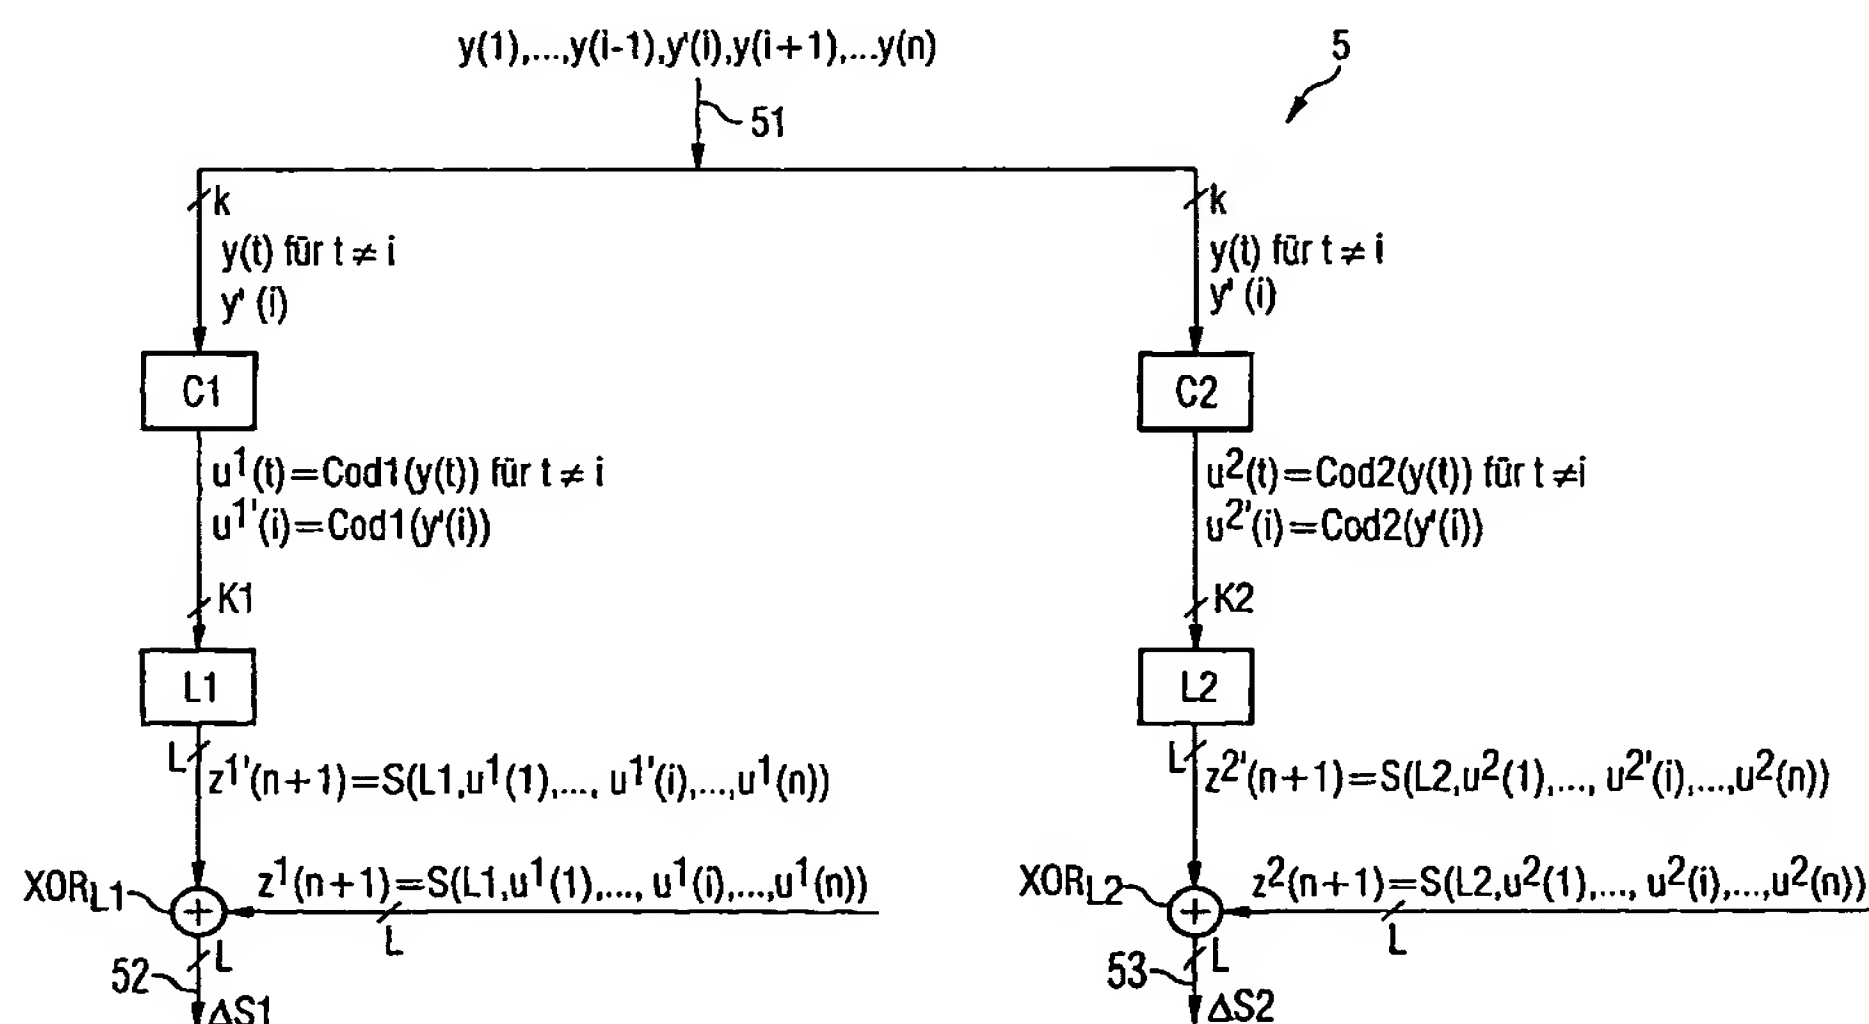 y(1),...,y(i-1),y'(i),y(i+1),...y(n)
5
51
k
k
y(t) für t ≠ i
y' (i)
y(t) für t ≠ i
y' (i)
C1
C2
u¹(t)=Cod1(y(t)) für t ≠ i
u¹'(i)=Cod1(y'(i))
u²(t)=Cod2(y(t)) für t ≠i
u²'(i)=Cod2(y'(i))
K1
K2
L1
L2
L
z¹'(n+1)=S(L1,u¹(1),..., u¹'(i),...,u¹(n))
L
z²'(n+1)=S(L2,u²(1),..., u²'(i),...,u²(n))
XOR_L1
+
z¹(n+1)=S(L1,u¹(1),..., u¹(i),...,u¹(n))
L
XOR_L2
+
z²(n+1)=S(L2,u²(1),..., u²(i),...,u²(n))
L
L
52
ΔS1
L
53
ΔS2